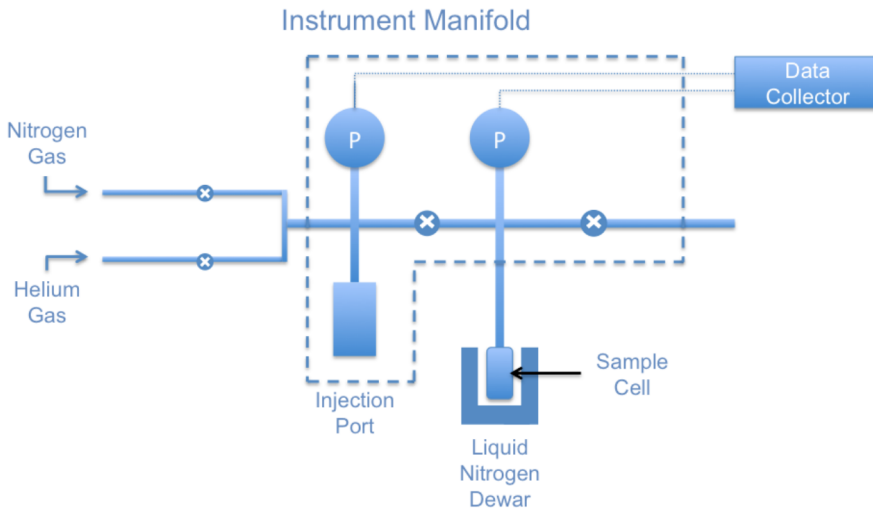 Instrument Manifold
Data
Collector
P
P
Nitrogen
Gas
Helium
Gas
Injection
Port
Sample
Cell
Liquid
Nitrogen
Dewar